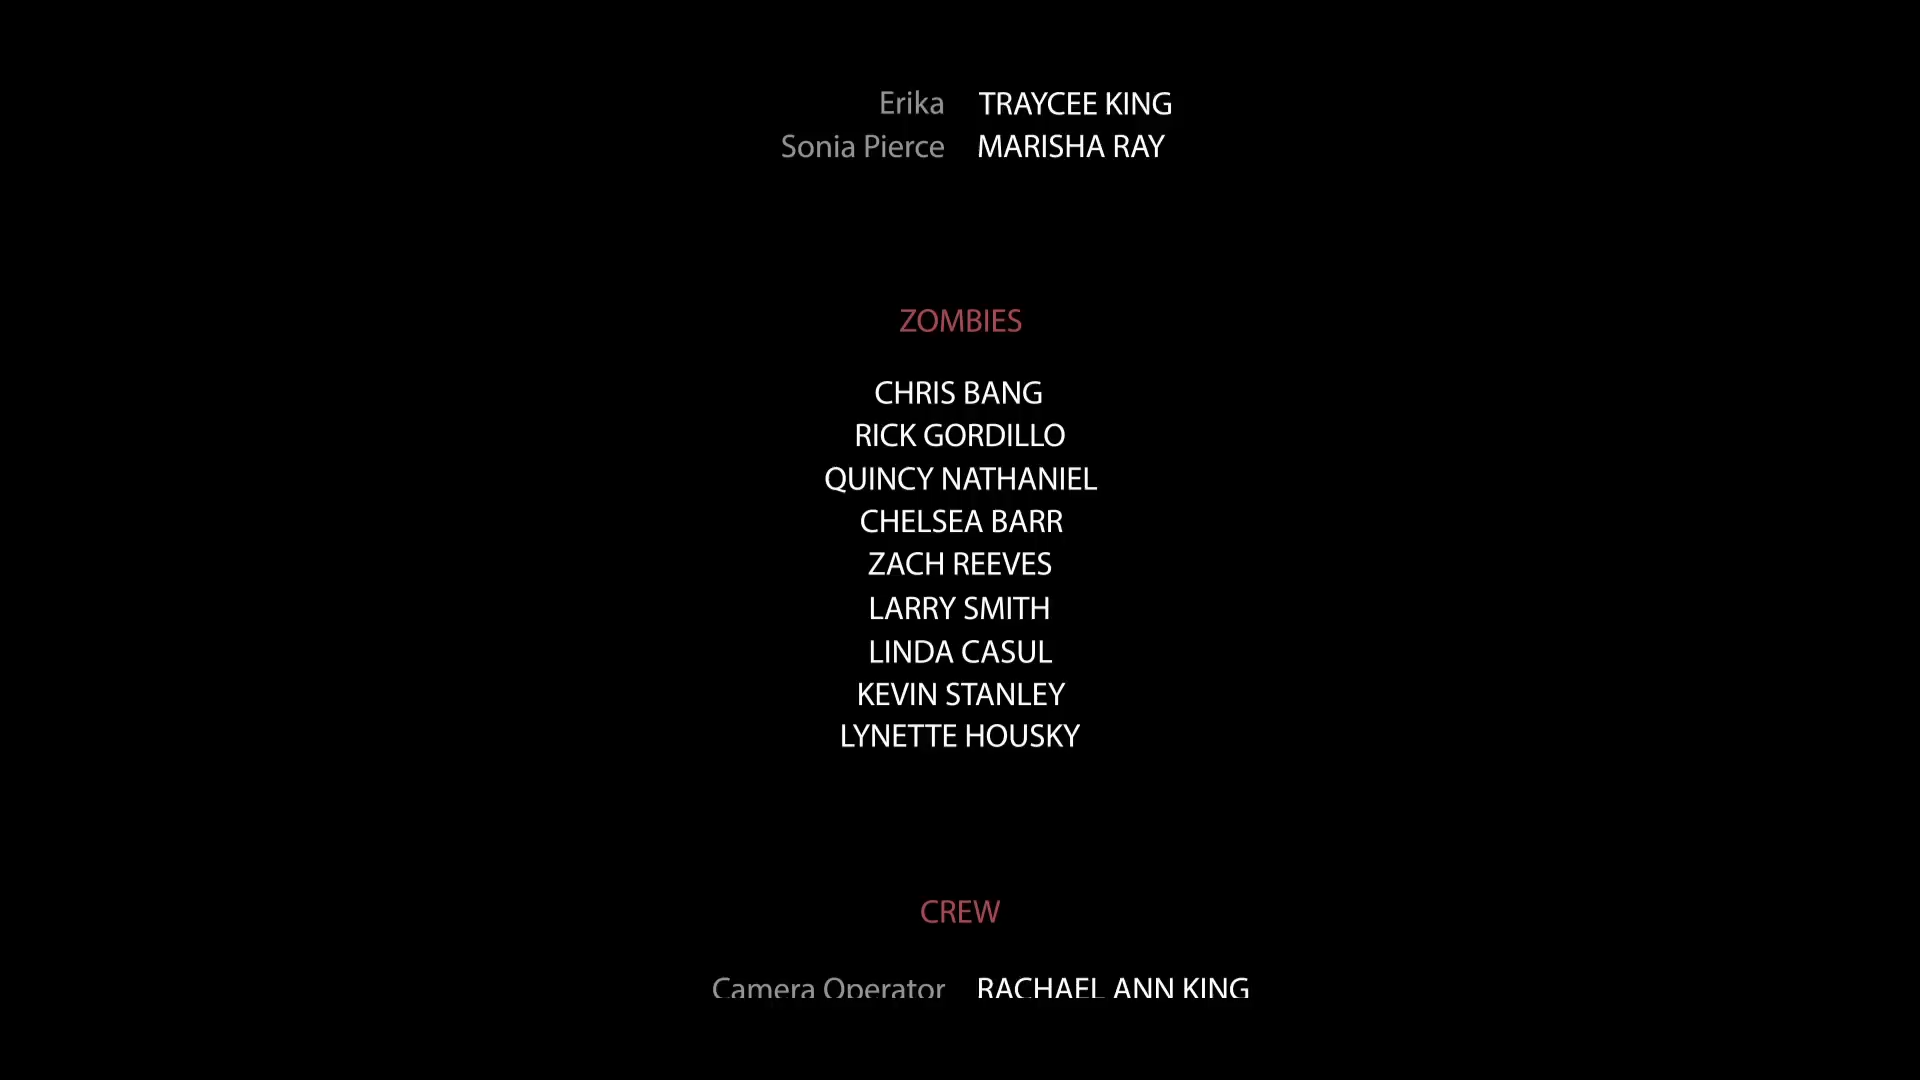 Erika TRAYCEE KING
Sonia Pierce MARISHA RAY
ZOMBIES
CHRIS BANG
RICK GORDILLO
QUINCY NATHANIEL
CHELSEA BARR
ZACH REEVES
LARRY SMITH
LINDA CASUL
KEVIN STANLEY
LYNETTE HOUSKY
CREW
Camera Operator RACHAEL ANN KING